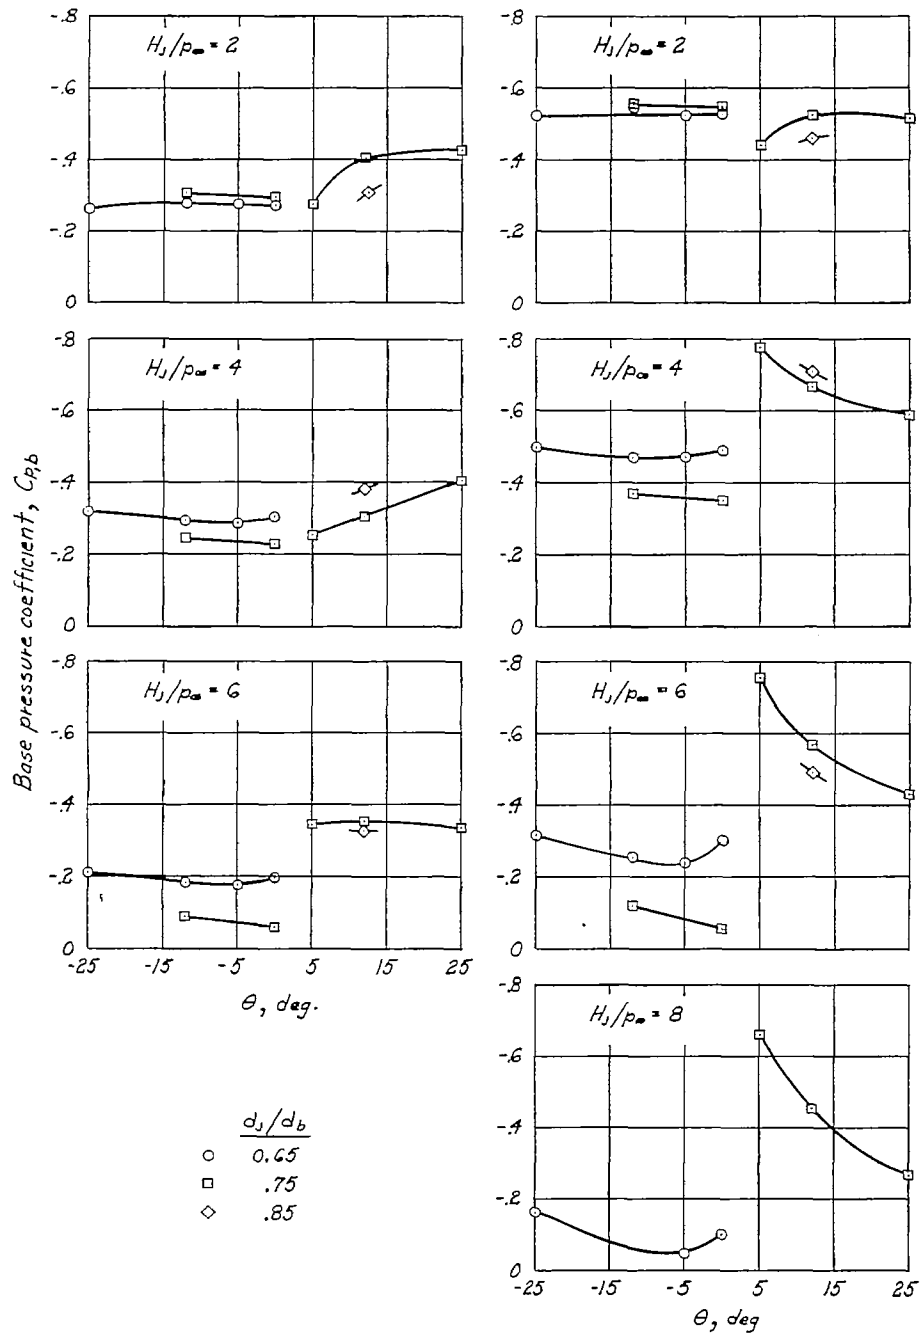 Base pressure coefficient, C_p,b
H_J/p_∞ = 2
-.8
-.6
-.4
-.2
0
H_J/p_∞ = 4
-.8
-.6
-.4
-.2
0
H_J/p_∞ = 6
-.8
-.6
-.4
-.2
0
-25 -15 -5 5 15 25
θ, deg.
H_J/p_∞ = 2
-.8
-.6
-.4
-.2
0
H_J/p_∞ = 4
-.8
-.6
-.4
-.2
0
H_J/p_∞ = 6
-.8
-.6
-.4
-.2
0
H_J/p_∞ = 8
-.8
-.6
-.4
-.2
0
-25 -15 -5 5 15 25
θ, deg
d_J/d_b
0.65
.75
.85